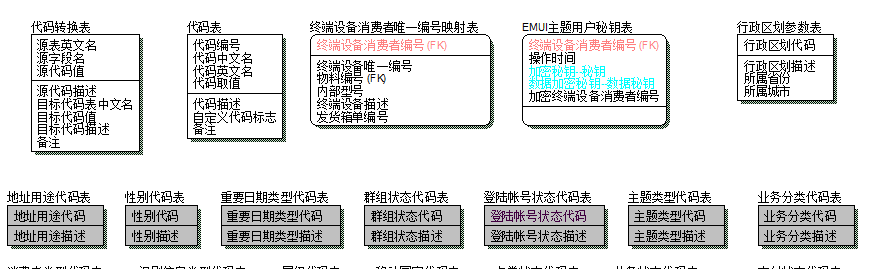 代码转换表
源表英文名
源字段名
源代码值
源代码描述
目标代码表中文名
目标代码值
目标代码描述
备注
代码表
代码编号
代码中文名
代码英文名
代码取值
代码描述
自定义代码标志
备注
终端设备消费者唯一编号映射表
终端设备消费者编号 (FK)
终端设备唯一编号
物料编号 (FK)
内部型号
终端设备描述
发货箱单编号
EMUI主题用户秘钥表
终端设备消费者编号 (FK)
操作时间
加密秘钥-秘钥
数据加密秘钥-数据秘钥
加密终端设备消费者编号
行政区划参数表
行政区划代码
行政区划描述
所属省份
所属城市
地址用途代码表
地址用途代码
地址用途描述
性别代码表
性别代码
性别描述
重要日期类型代码表
重要日期类型代码
重要日期类型描述
群组状态代码表
群组状态代码
群组状态描述
登陆帐号状态代码表
登陆帐号状态代码
登陆帐号状态描述
主题类型代码表
主题类型代码
主题类型描述
业务分类代码表
业务分类代码
业务分类描述